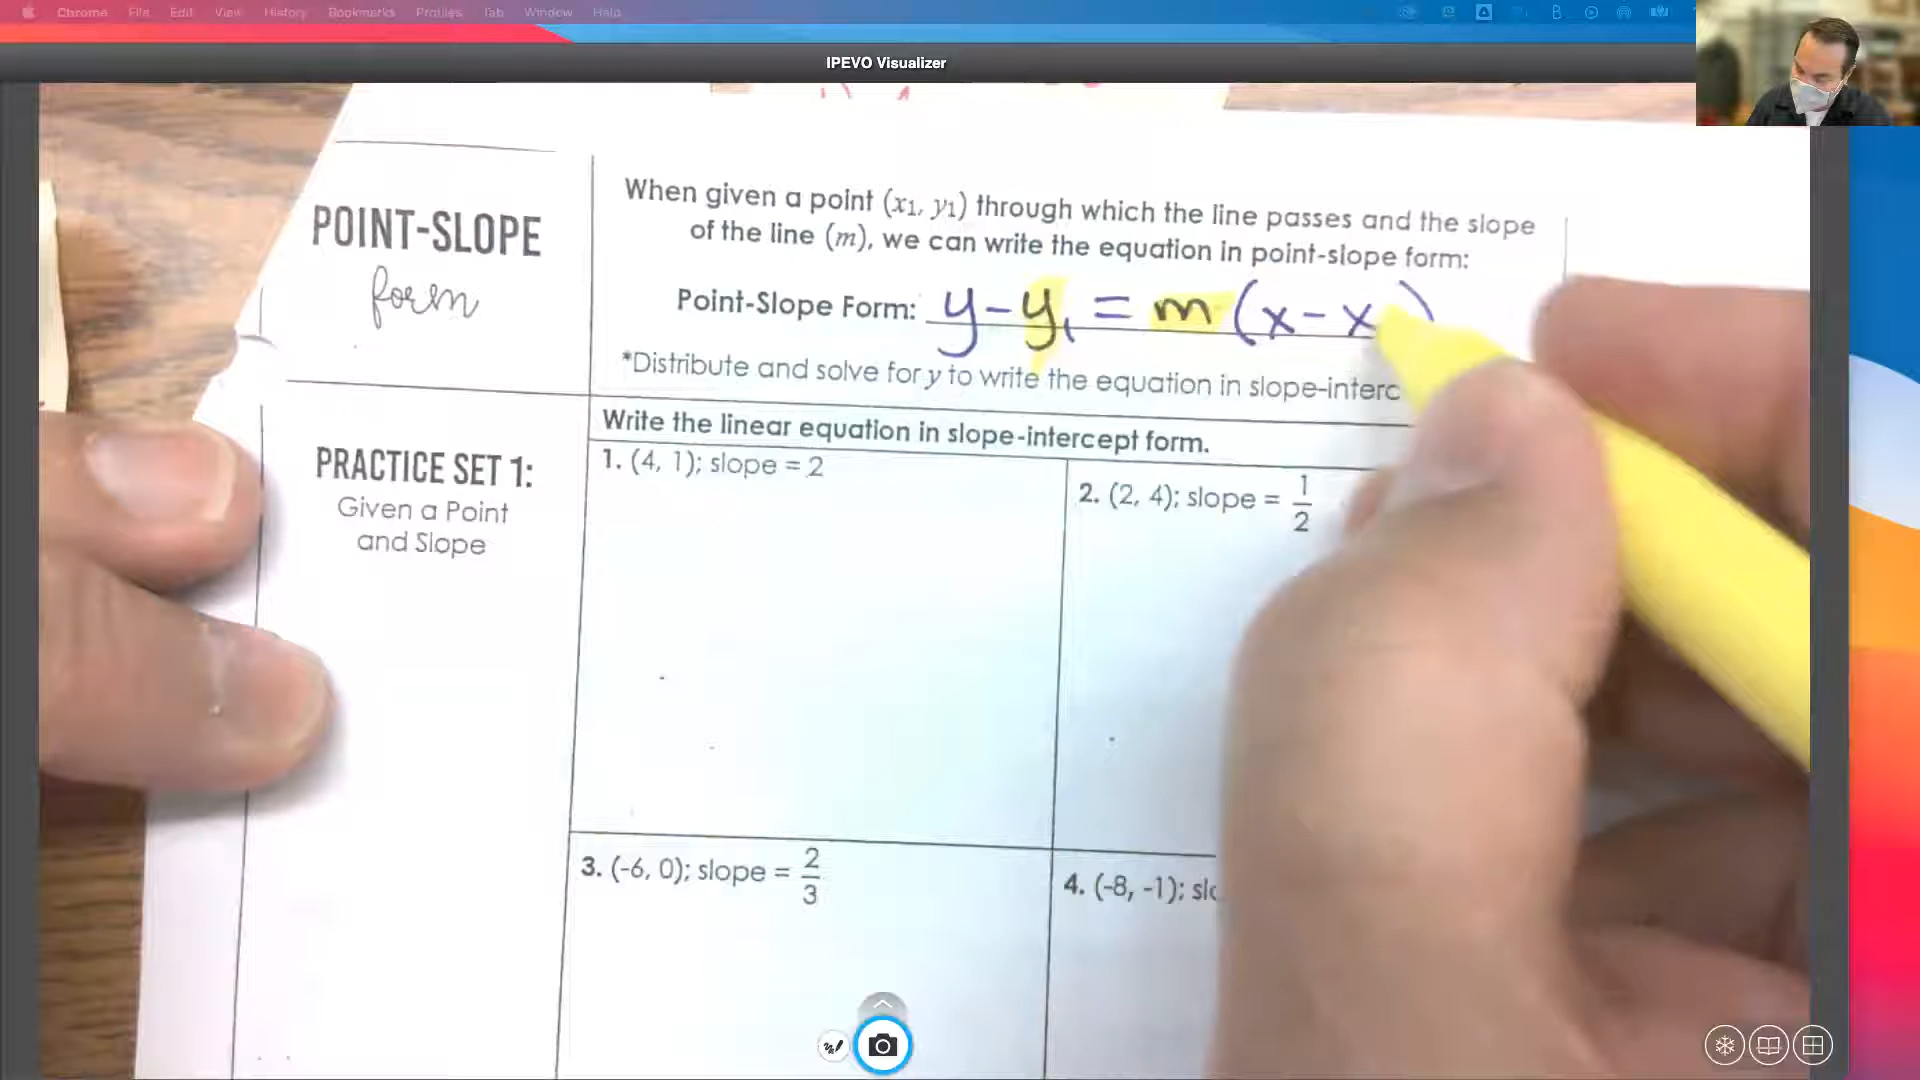 Chrome File Edit View History Bookmarks Profiles Tab Window Help
IPEVO Visualizer
POINT-SLOPE
form
When given a point (x₁, y₁) through which the line passes and the slope
of the line (m), we can write the equation in point-slope form:
Point-Slope Form: y - y₁ = m (x - x )
*Distribute and solve for y to write the equation in slope-interc
PRACTICE SET 1:
Given a Point
and Slope
Write the linear equation in slope-intercept form.
1. (4, 1); slope = 2
2. (2, 4); slope = 1/2
3. (-6, 0); slope = 2/3
4. (-8, -1); slo